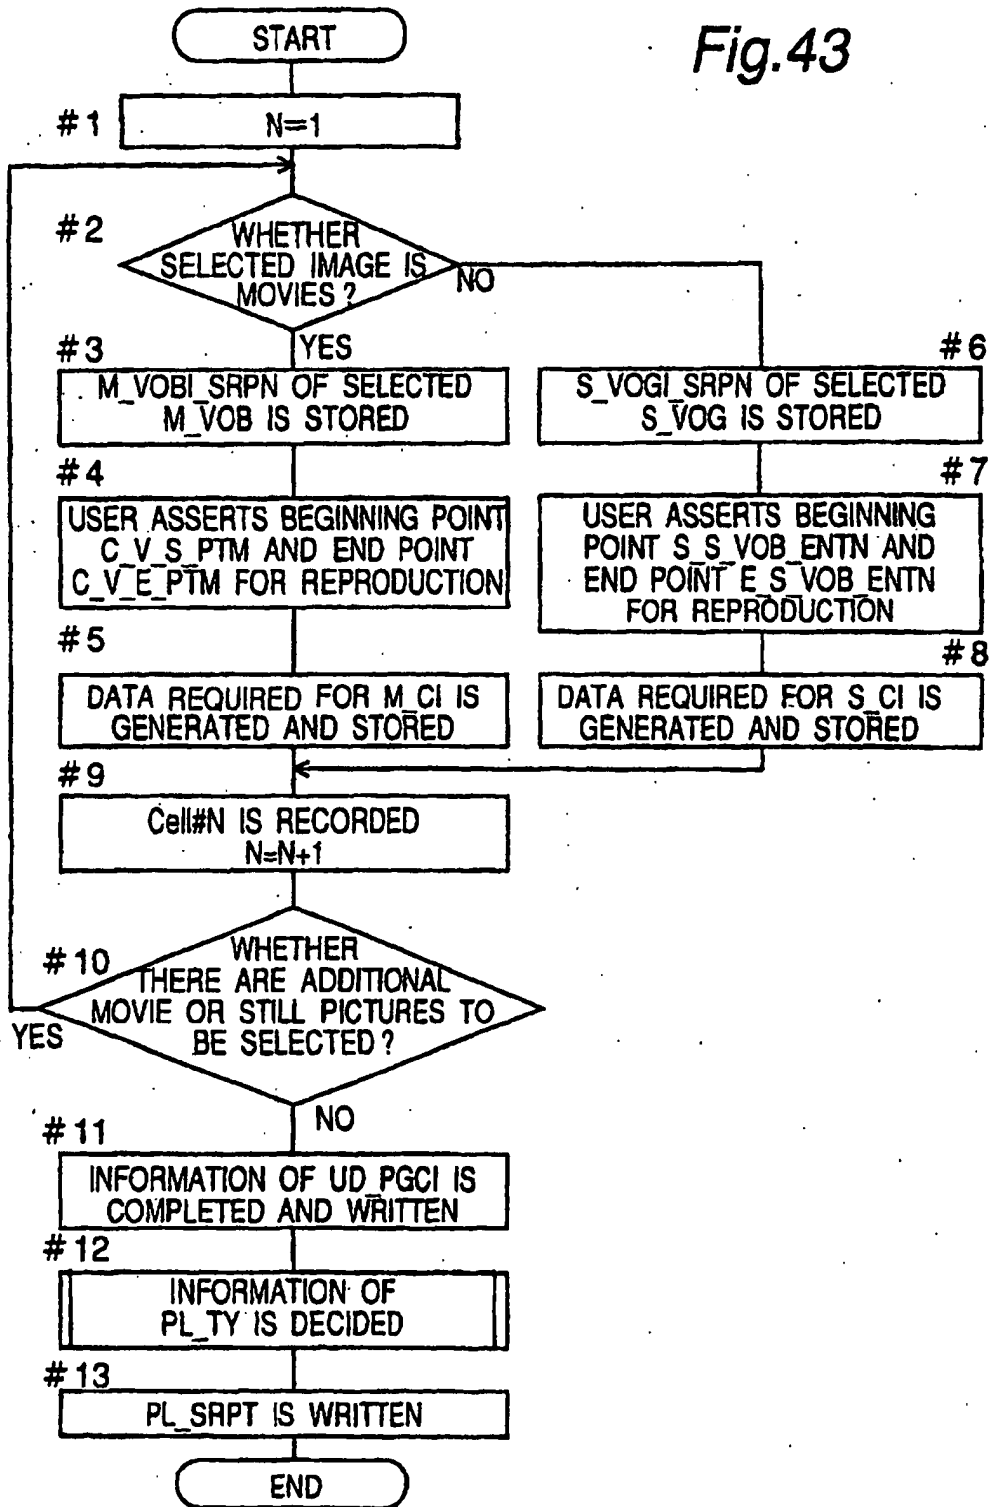 Fig.43
START
#1
N=1
#2
WHETHER
SELECTED IMAGE IS
MOVIES?
NO
YES
#3
M_VOBI_SRPN OF SELECTED
M_VOB IS STORED
#6
S_VOGI_SRPN OF SELECTED
S_VOG IS STORED
#4
USER ASSERTS BEGINNING POINT
C_V_S_PTM AND END POINT
C_V_E_PTM FOR REPRODUCTION
#7
USER ASSERTS BEGINNING
POINT S_S_VOB_ENTN AND
END POINT E_S_VOB_ENTN
FOR REPRODUCTION
#5
DATA REQUIRED FOR M_CI IS
GENERATED AND STORED
#8
DATA REQUIRED FOR S_CI IS
GENERATED AND STORED
#9
Cell#N IS RECORDED
N=N+1
#10
WHETHER
THERE ARE ADDITIONAL
MOVIE OR STILL PICTURES TO
BE SELECTED?
YES
NO
#11
INFORMATION OF UD_PGCI IS
COMPLETED AND WRITTEN
#12
INFORMATION OF
PL_TY IS DECIDED
#13
PL_SRPT IS WRITTEN
END